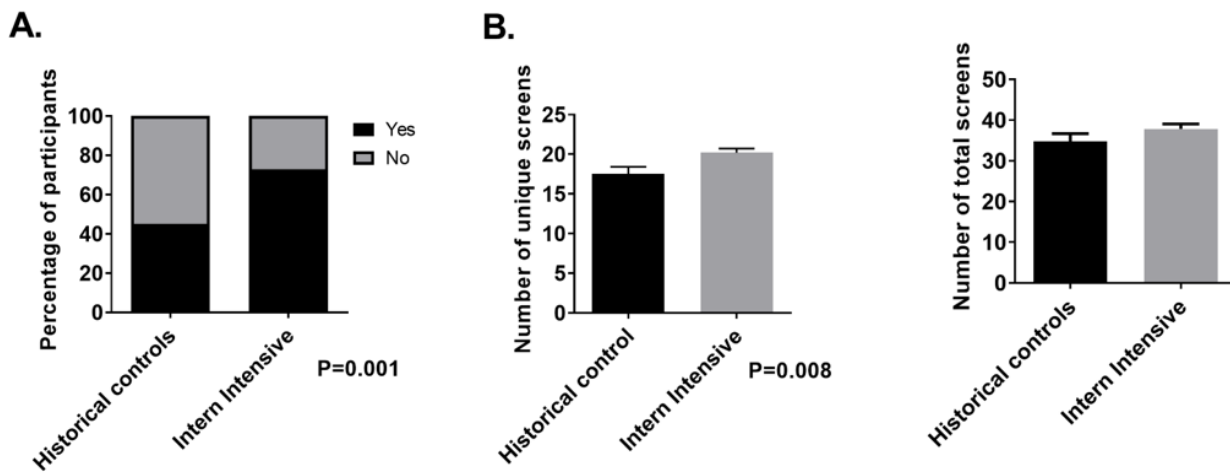 A.
Percentage of participants
100
80
60
40
20
0
Historical controls
Intern Intensive
Yes
No
P=0.001
B.
Number of unique screens
25
20
15
10
5
0
Historical control
Intern Intensive
P=0.008
Number of total screens
50
40
30
20
10
0
Historical controls
Intern Intensive